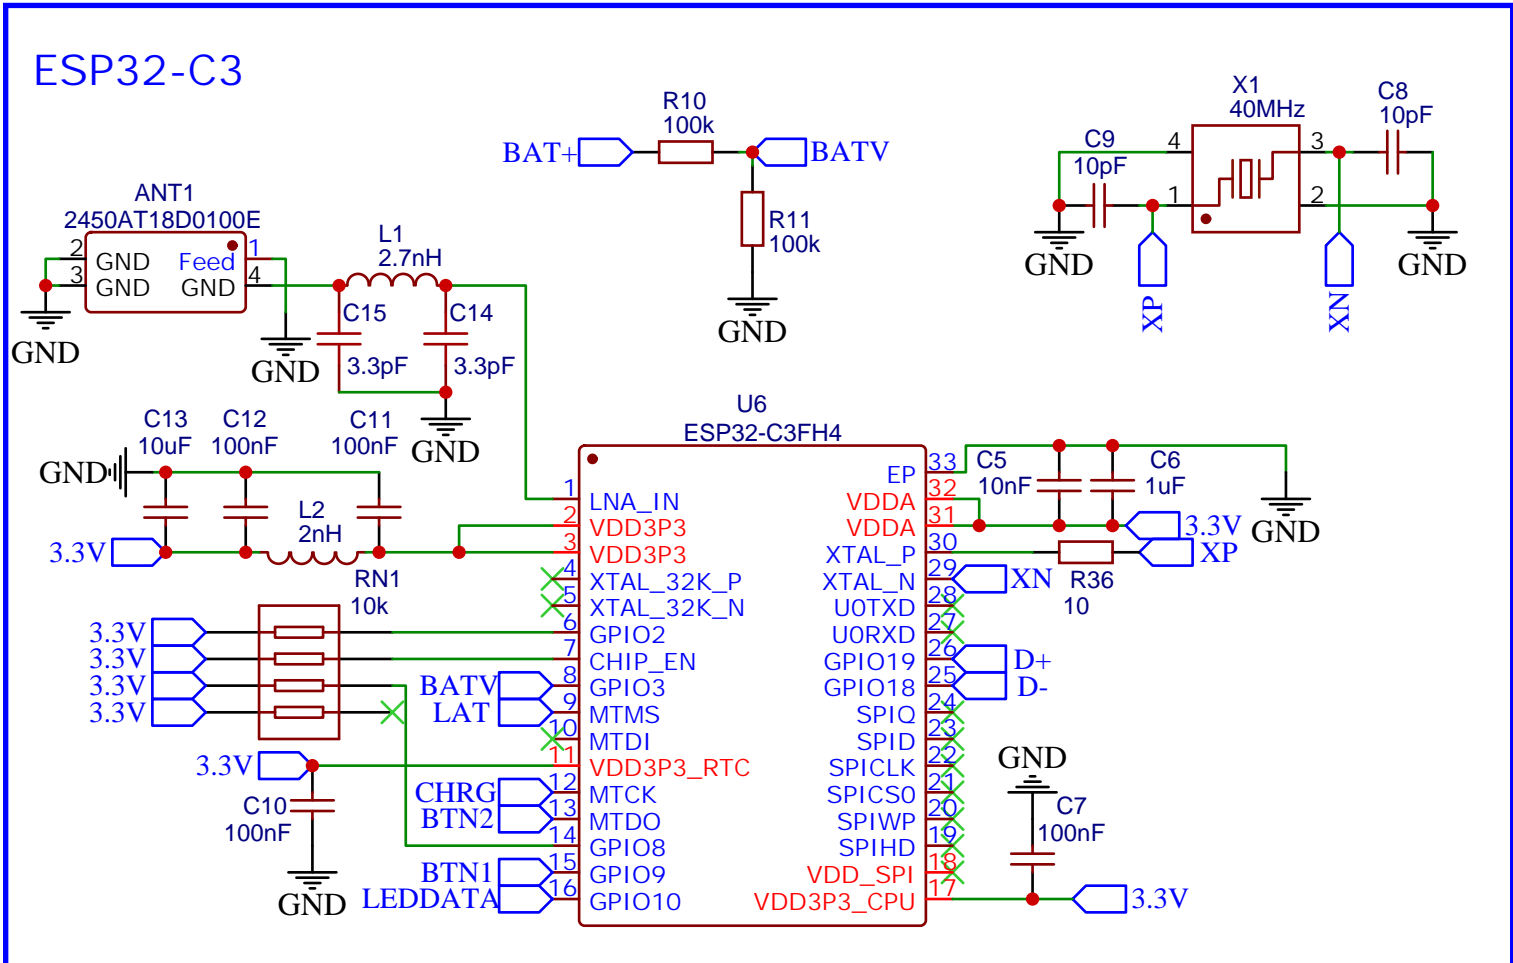 ESP32-C3
R10
100k
BAT+
BATV
R11
100k
GND
X1
40MHz
C8
10pF
C9
10pF
4
3
1
2
GND
GND
XP
XN
ANT1
2450AT18D0100E
2
GND
Feed
1
3
GND
GND
4
GND
GND
L1
2.7nH
C15
C14
3.3pF
3.3pF
GND
C13
C12
C11
10uF
100nF
100nF
GND
L2
2nH
3.3V
RN1
10k
3.3V
3.3V
3.3V
3.3V
BATV
LAT
3.3V
C10
100nF
GND
CHRG
BTN2
BTN1
LEDDATA
U6
ESP32-C3FH4
1
LNA_IN
2
VDD3P3
3
VDD3P3
4
XTAL_32K_P
5
XTAL_32K_N
6
GPIO2
7
CHIP_EN
8
GPIO3
9
MTMS
10
MTDI
11
VDD3P3_RTC
12
MTCK
13
MTDO
14
GPIO8
15
GPIO9
16
GPIO10
EP
33
VDDA
32
VDDA
31
XTAL_P
30
XTAL_N
29
U0TXD
28
U0RXD
27
GPIO19
26
GPIO18
25
SPIQ
24
SPID
23
SPICLK
22
SPICS0
21
SPIWP
20
SPIHD
19
VDD_SPI
18
VDD3P3_CPU
17
C5
10nF
C6
1uF
GND
3.3V
XP
R36
10
XN
D+
D-
GND
C7
100nF
3.3V